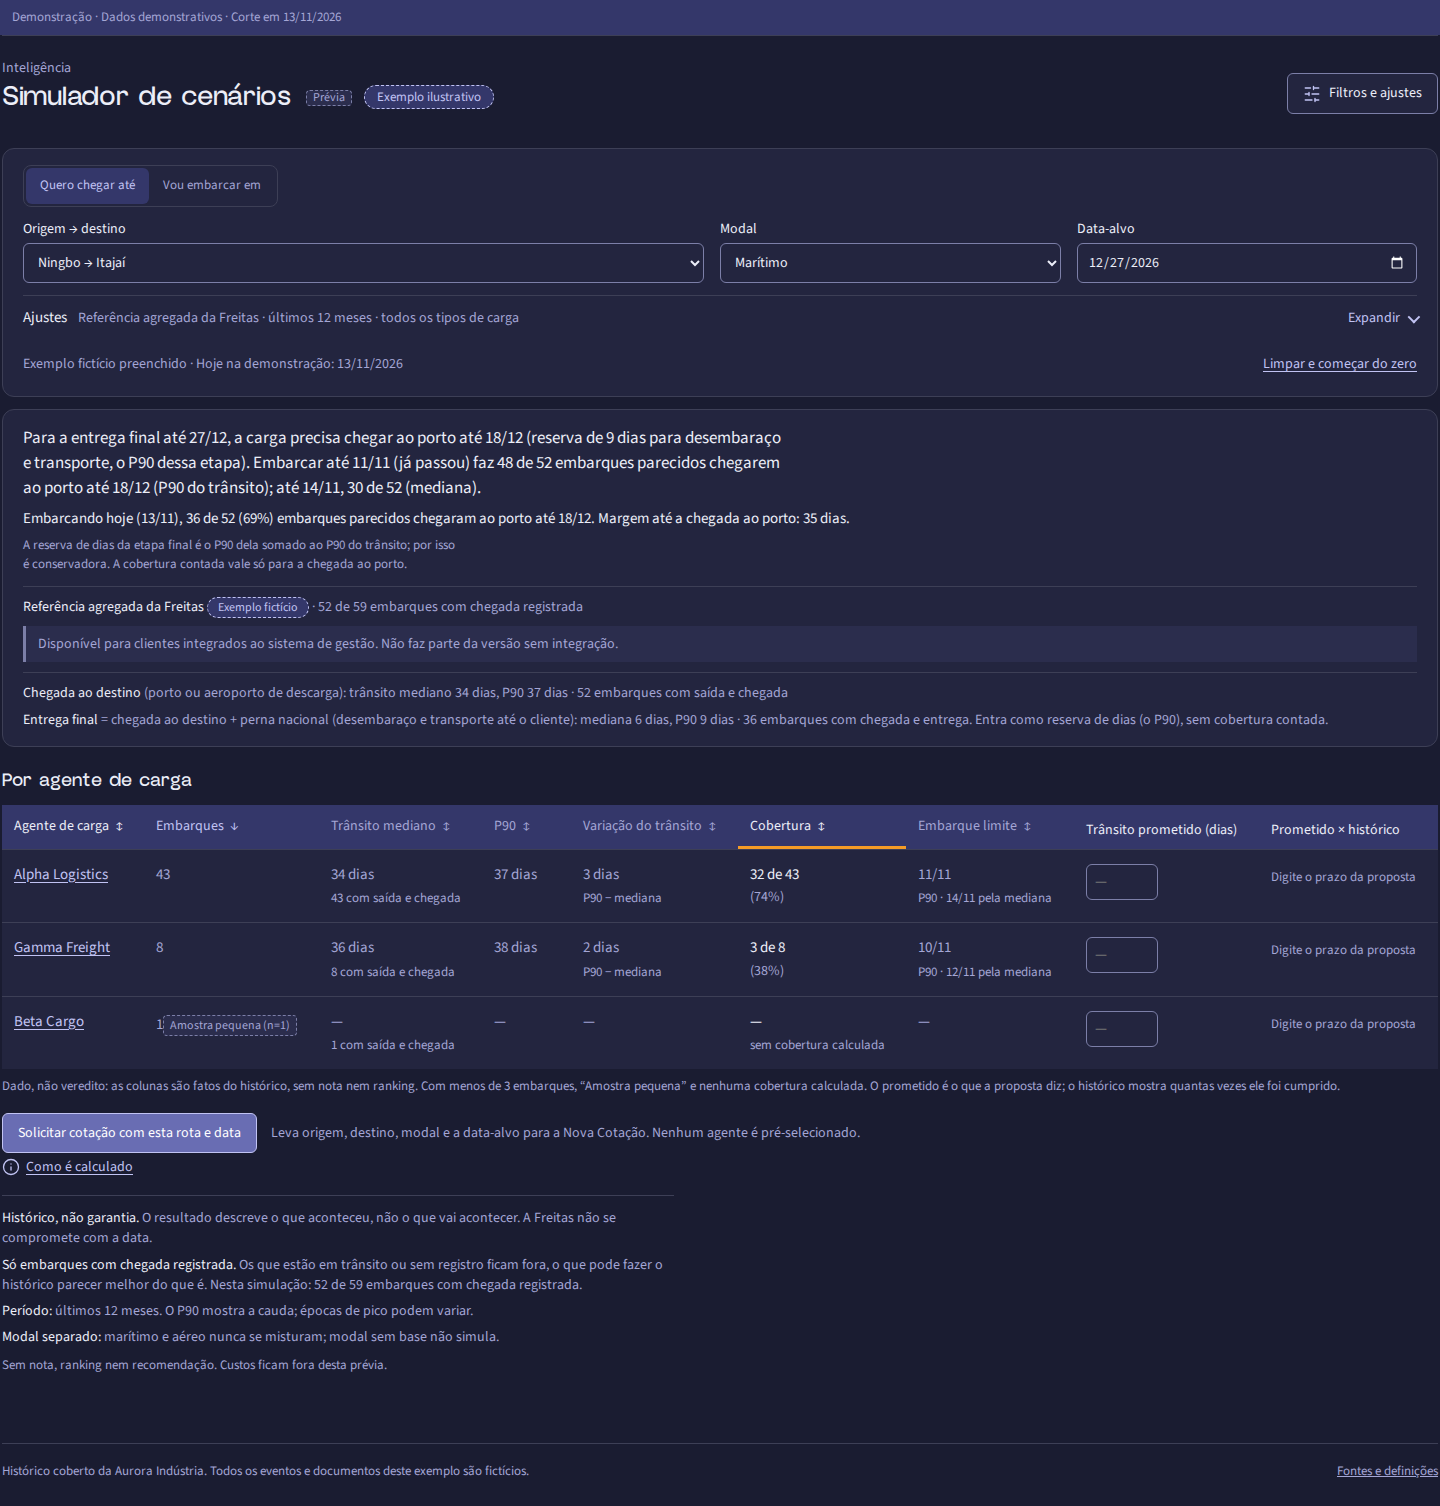 Demonstração · Dados demonstrativos · Corte em 13/11/2026
Inteligência
Simulador de cenários Prévia Exemplo ilustrativo
Filtros e ajustes
Quero chegar até Vou embarcar em
Origem → destino Modal Data-alvo
Ningbo → Itajaí Marítimo 12/27/2026
Ajustes Referência agregada da Freitas · últimos 12 meses · todos os tipos de carga Expandir
Exemplo fictício preenchido · Hoje na demonstração: 13/11/2026 Limpar e começar do zero
Para a entrega final até 27/12, a carga precisa chegar ao porto até 18/12 (reserva de 9 dias para desembaraço
e transporte, o P90 dessa etapa). Embarcar até 11/11 (já passou) faz 48 de 52 embarques parecidos chegarem
ao porto até 18/12 (P90 do trânsito); até 14/11, 30 de 52 (mediana).
Embarcando hoje (13/11), 36 de 52 (69%) embarques parecidos chegaram ao porto até 18/12. Margem até a chegada ao porto: 35 dias.
A reserva de dias da etapa final é o P90 dela somado ao P90 do trânsito; por isso
é conservadora. A cobertura contada vale só para a chegada ao porto.
Referência agregada da Freitas Exemplo fictício · 52 de 59 embarques com chegada registrada
Disponível para clientes integrados ao sistema de gestão. Não faz parte da versão sem integração.
Chegada ao destino (porto ou aeroporto de descarga): trânsito mediano 34 dias, P90 37 dias · 52 embarques com saída e chegada
Entrega final = chegada ao destino + perna nacional (desembaraço e transporte até o cliente): mediana 6 dias, P90 9 dias · 36 embarques com chegada e entrega. Entra como reserva de dias (o P90), sem cobertura contada.
Por agente de carga
Agente de carga ↕ Embarques ↓ Trânsito mediano ↕ P90 ↕ Variação do trânsito ↕ Cobertura ↕ Embarque limite ↕ Trânsito prometido (dias) Prometido × histórico
Alpha Logistics 43 34 dias 37 dias 3 dias 32 de 43 11/11 — Digite o prazo da proposta
43 com saída e chegada P90 − mediana (74%) P90 · 14/11 pela mediana
Gamma Freight 8 36 dias 38 dias 2 dias 3 de 8 10/11 — Digite o prazo da proposta
8 com saída e chegada P90 − mediana (38%) P90 · 12/11 pela mediana
Beta Cargo 1 Amostra pequena (n=1) — — — — — — Digite o prazo da proposta
1 com saída e chegada sem cobertura calculada
Dado, não veredito: as colunas são fatos do histórico, sem nota nem ranking. Com menos de 3 embarques, “Amostra pequena” e nenhuma cobertura calculada. O prometido é o que a proposta diz; o histórico mostra quantas vezes ele foi cumprido.
Solicitar cotação com esta rota e data Leva origem, destino, modal e a data-alvo para a Nova Cotação. Nenhum agente é pré-selecionado.
Como é calculado
Histórico, não garantia. O resultado descreve o que aconteceu, não o que vai acontecer. A Freitas não se
compromete com a data.
Só embarques com chegada registrada. Os que estão em trânsito ou sem registro ficam fora, o que pode fazer o
histórico parecer melhor do que é. Nesta simulação: 52 de 59 embarques com chegada registrada.
Período: últimos 12 meses. O P90 mostra a cauda; épocas de pico podem variar.
Modal separado: marítimo e aéreo nunca se misturam; modal sem base não simula.
Sem nota, ranking nem recomendação. Custos ficam fora desta prévia.
Histórico coberto da Aurora Indústria. Todos os eventos e documentos deste exemplo são fictícios. Fontes e definições